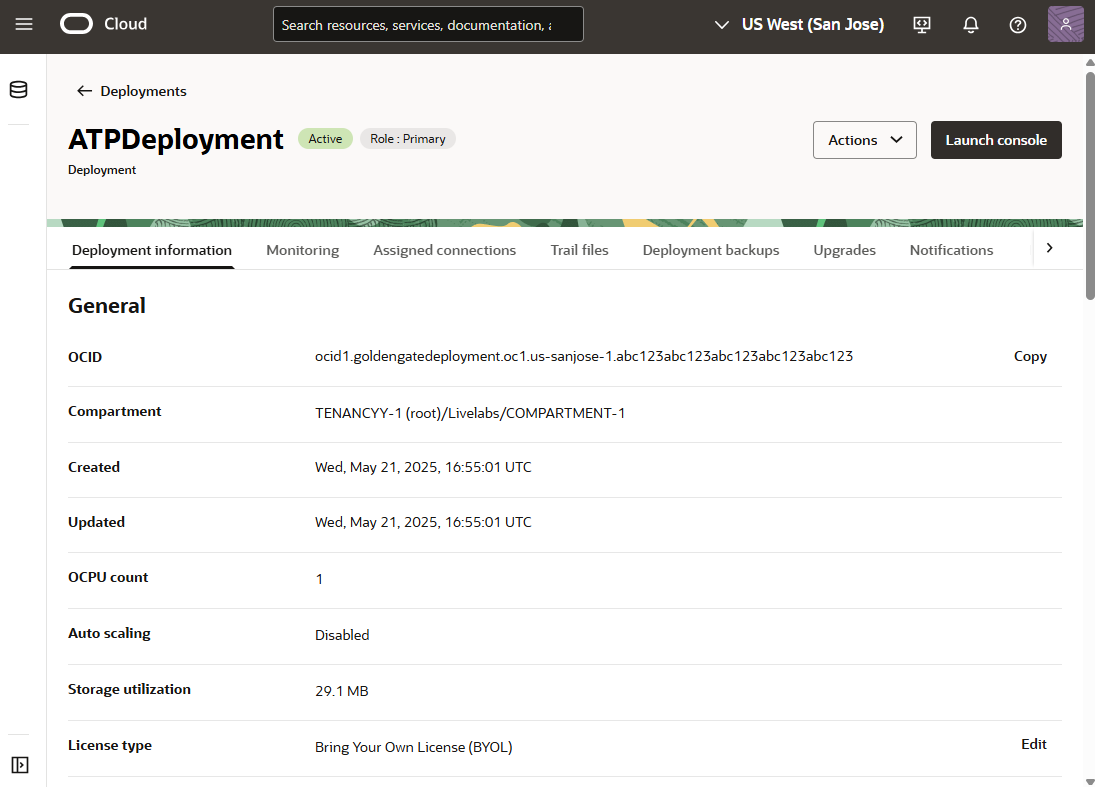 Cloud
Search resources, services, documentation, a
US West (San Jose)
Deployments
ATPDeployment
Active
Role : Primary
Actions
Launch console
Deployment
Deployment information
Monitoring
Assigned connections
Trail files
Deployment backups
Upgrades
Notifications
General
OCID
ocid1.goldengatedeployment.oc1.us-sanjose-1.abc123abc123abc123abc123abc123
Copy
Compartment
TENANCYY-1 (root)/Livelabs/COMPARTMENT-1
Created
Wed, May 21, 2025, 16:55:01 UTC
Updated
Wed, May 21, 2025, 16:55:01 UTC
OCPU count
1
Auto scaling
Disabled
Storage utilization
29.1 MB
License type
Bring Your Own License (BYOL)
Edit